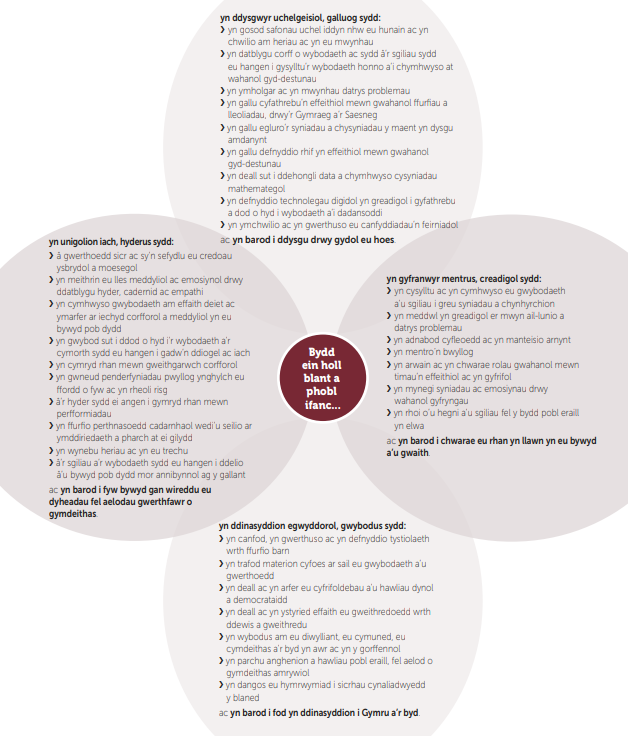 yn ddysgwyr uchelgeisiol, galluog sydd:
❯ yn gosod safonau uchel iddyn nhw eu hunain ac yn
chwilio am heriau ac yn eu mwynhau
❯ yn datblygu corff o wybodaeth ac sydd â'r sgiliau sydd
eu hangen i gysylltu'r wybodaeth honno a'i chymhwyso at
wahanol gyd-destunau
❯ yn ymholgar ac yn mwynhau datrys problemau
❯ yn gallu cyfathrebu'n effeithiol mewn gwahanol ffurfiau a
lleoliadau, drwy'r Gymraeg a'r Saesneg
❯ yn gallu egluro'r syniadau a chysyniadau y maent yn dysgu
amdanynt
❯ yn gallu defnyddio rhif yn effeithiol mewn gwahanol
gyd-destunau
❯ yn deall sut i ddehongli data a chymhwyso cysyniadau
mathemategol
❯ yn defnyddio technolegau digidol yn greadigol i gyfathrebu
a dod o hyd i wybodaeth a'i dadansoddi
❯ yn ymchwilio ac yn gwerthuso eu canfyddiadau'n feirniadol
ac yn barod i ddysgu drwy gydol eu hoes.
yn unigolion iach, hyderus sydd:
❯ â gwerthoedd sicr ac sy'n sefydlu eu credoau
ysbrydol a moesegol
❯ yn meithrin eu lles meddyliol ac emosiynol drwy
ddatblygu hyder, cadernid ac empathi
❯ yn cymhwyso gwybodaeth am effaith deiet ac
ymarfer ar iechyd corfforol a meddyliol yn eu
bywyd pob dydd
❯ yn gwybod sut i ddod o hyd i'r wybodaeth a'r
cymorth sydd eu hangen i gadw'n ddiogel ac iach
❯ yn cymryd rhan mewn gweithgarwch corfforol
❯ yn gwneud penderfyniadau pwyllog ynghylch eu
ffordd o fyw ac yn rheoli risg
❯ â'r hyder sydd ei angen i gymryd rhan mewn
perfformiadau
❯ yn ffurfio perthnasoedd cadarnhaol wedi'u seilio ar
ymddiriedaeth a pharch at ei gilydd
❯ yn wynebu heriau ac yn eu trechu
❯ â'r sgiliau a'r wybodaeth sydd eu hangen i ddelio
â'u bywyd pob dydd mor annibynnol ag y gallant
ac yn barod i fyw bywyd gan wireddu eu
dyheadau fel aelodau gwerthfawr o
gymdeithas.
Bydd
ein holl
blant a
phobl
ifanc...
yn gyfranwyr mentrus, creadigol sydd:
❯ yn cysylltu ac yn cymhwyso eu gwybodaeth
a'u sgiliau i greu syniadau a chynhyrchion
❯ yn meddwl yn greadigol er mwyn ail-lunio a
datrys problemau
❯ yn adnabod cyfleoedd ac yn manteisio arnynt
❯ yn mentro'n bwyllog
❯ yn arwain ac yn chwarae rolau gwahanol mewn
timau'n effeithiol ac yn gyfrifol
❯ yn mynegi syniadau ac emosiynau drwy
wahanol gyfryngau
❯ yn rhoi o'u hegni a'u sgiliau fel y bydd pobl eraill
yn elwa
ac yn barod i chwarae eu rhan yn llawn yn eu bywyd
a'u gwaith.
yn ddinasyddion egwyddorol, gwybodus sydd:
❯ yn canfod, yn gwerthuso ac yn defnyddio tystiolaeth
wrth ffurfio barn
❯ yn trafod materion cyfoes ar sail eu gwybodaeth a'u
gwerthoedd
❯ yn deall ac yn arfer eu cyfrifoldebau a'u hawliau dynol
a democrataidd
❯ yn deall ac yn ystyried effaith eu gweithredoedd wrth
ddewis a gweithredu
❯ yn wybodus am eu diwylliant, eu cymuned, eu
cymdeithas a'r byd yn awr ac yn y gorffennol
❯ yn parchu anghenion a hawliau pobl eraill, fel aelod o
gymdeithas amrywiol
❯ yn dangos eu hymrwymiad i sicrhau cynaliadwyedd
y blaned
ac yn barod i fod yn ddinasyddion i Gymru a'r byd.